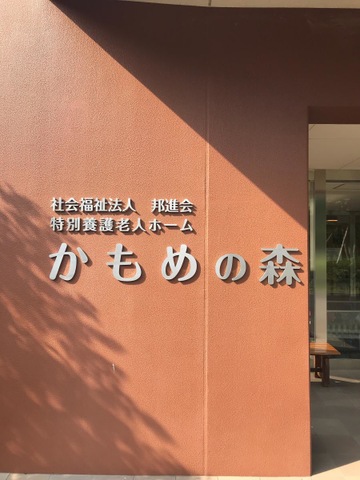 社会福祉法人　邦進会
特別養護老人ホーム
かもめの森